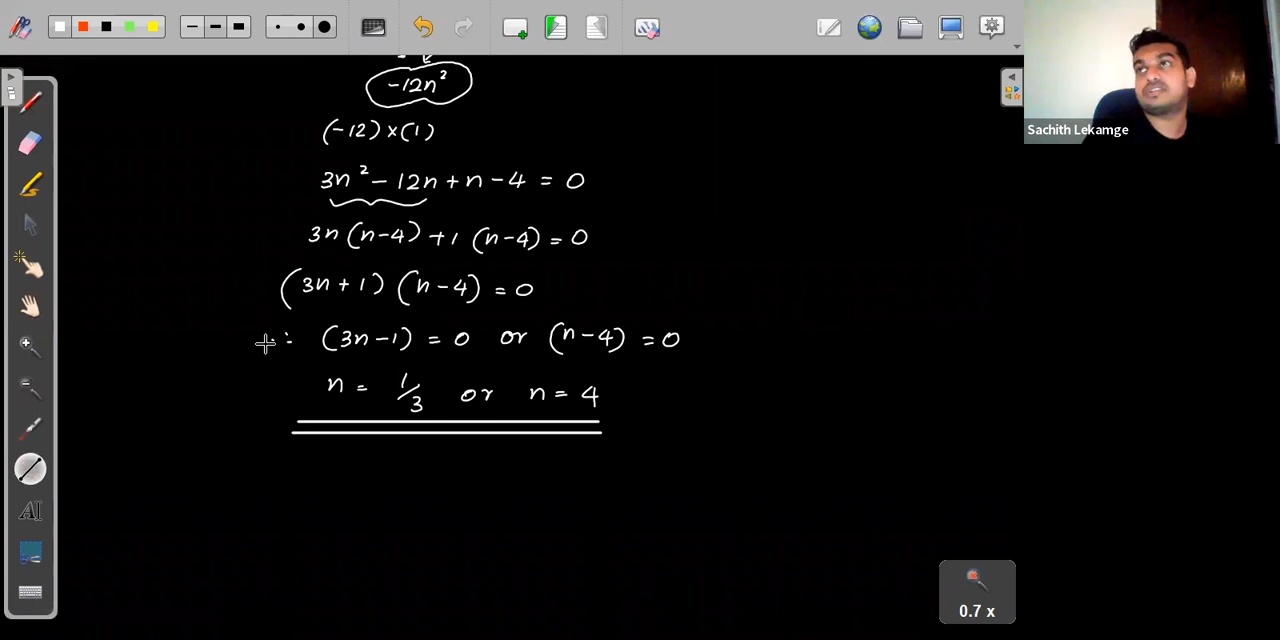 -12n²
(-12)×(1)
3n² - 12n + n - 4 = 0
3n (n-4) + 1 (n-4) = 0
(3n + 1) (n-4) = 0
∴ (3n-1) = 0 or (n-4) = 0
n = 1/3 or n = 4
Sachith Lekamge
AI
0.7 x